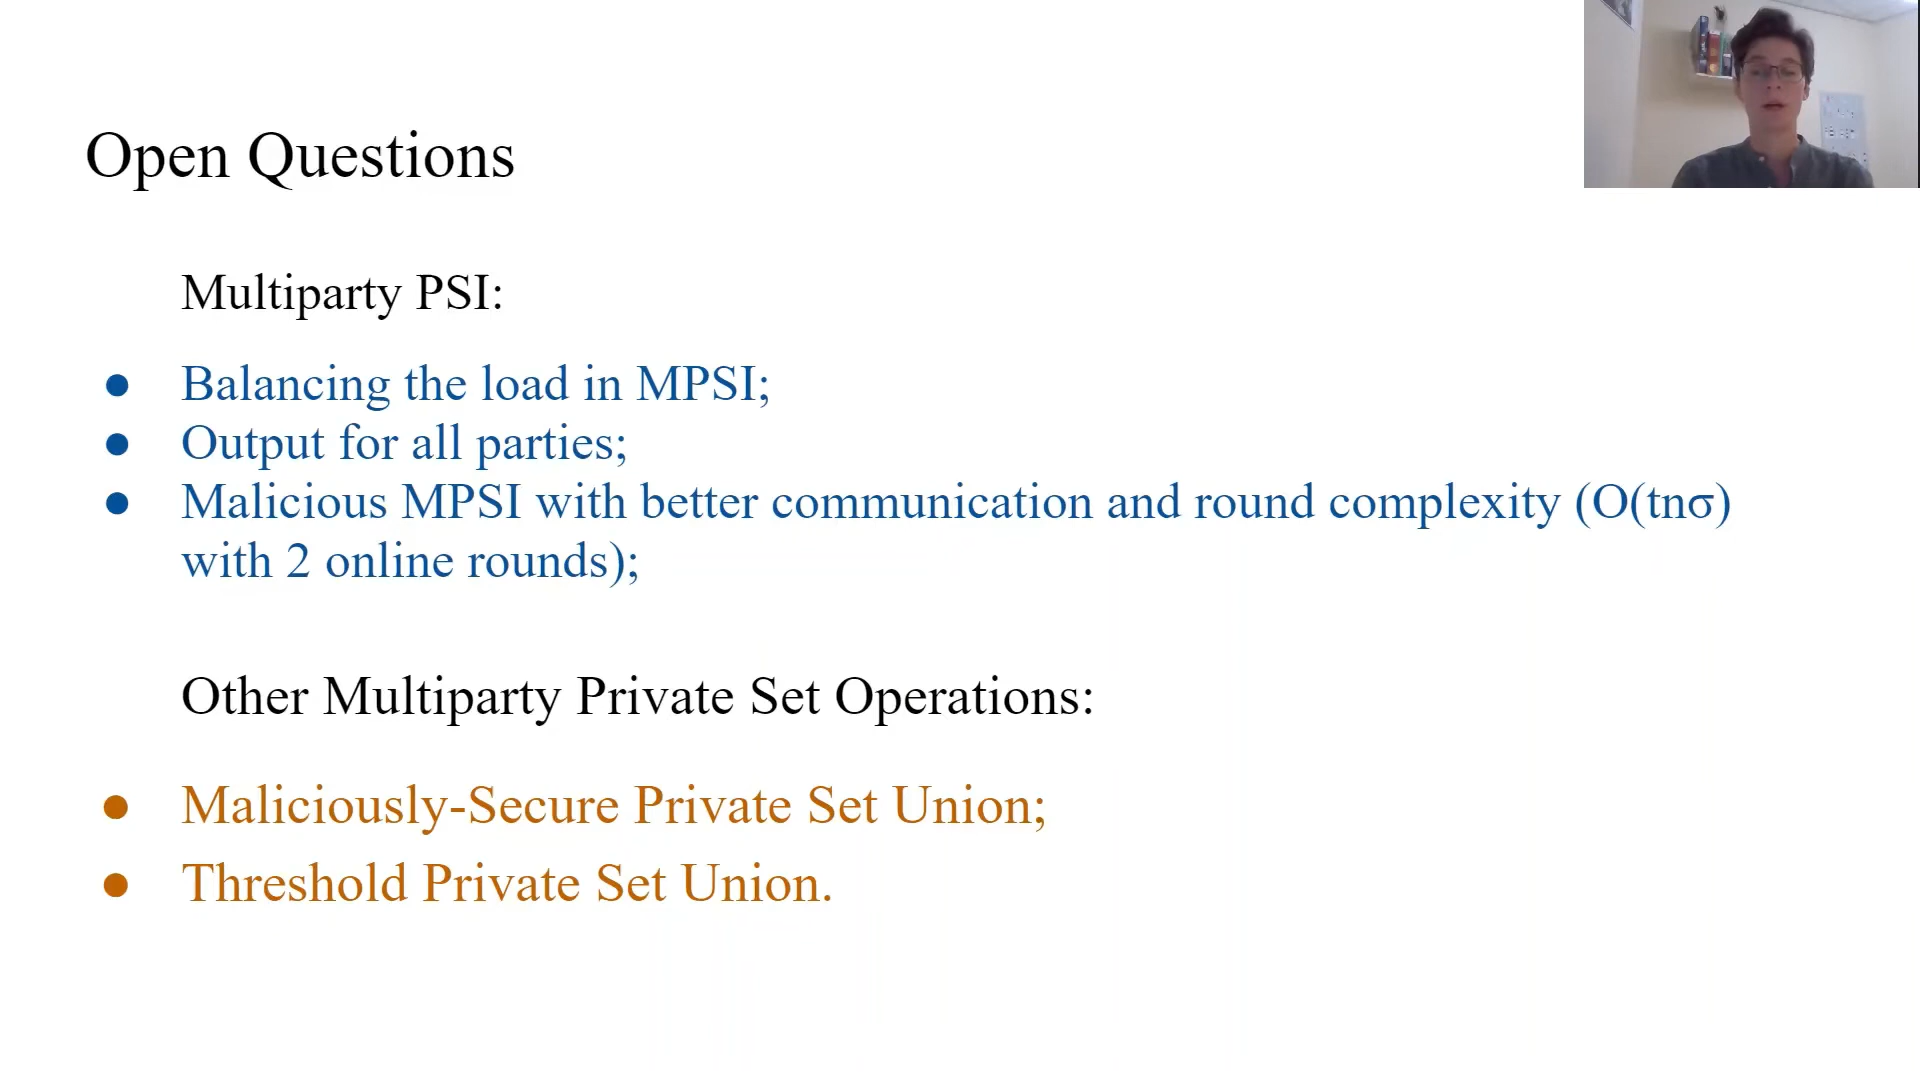 Open Questions
Multiparty PSI:
● Balancing the load in MPSI;
● Output for all parties;
● Malicious MPSI with better communication and round complexity (O(tnσ)
with 2 online rounds);
Other Multiparty Private Set Operations:
● Maliciously-Secure Private Set Union;
● Threshold Private Set Union.